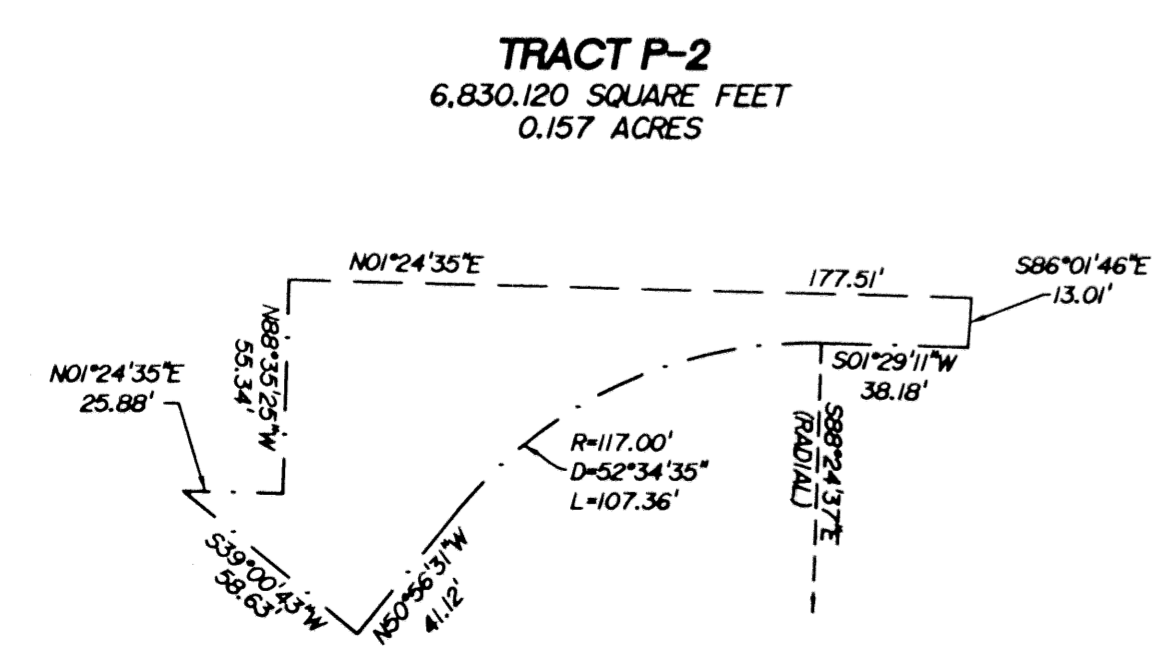 TRACT P-2
6,830.120 SQUARE FEET
0.157 ACRES
N01°24'35"E
177.51'
S86°01'46"E
13.01'
N88°35'25"W
55.34'
N01°24'35"E
25.88'
S01°29'11"W
38.18'
R=117.00'
D=52°34'35"
L=107.36'
S88°24'37"E
(RADIAL)
S39°00'43"W
58.63'
N50°56'31"W
41.12'